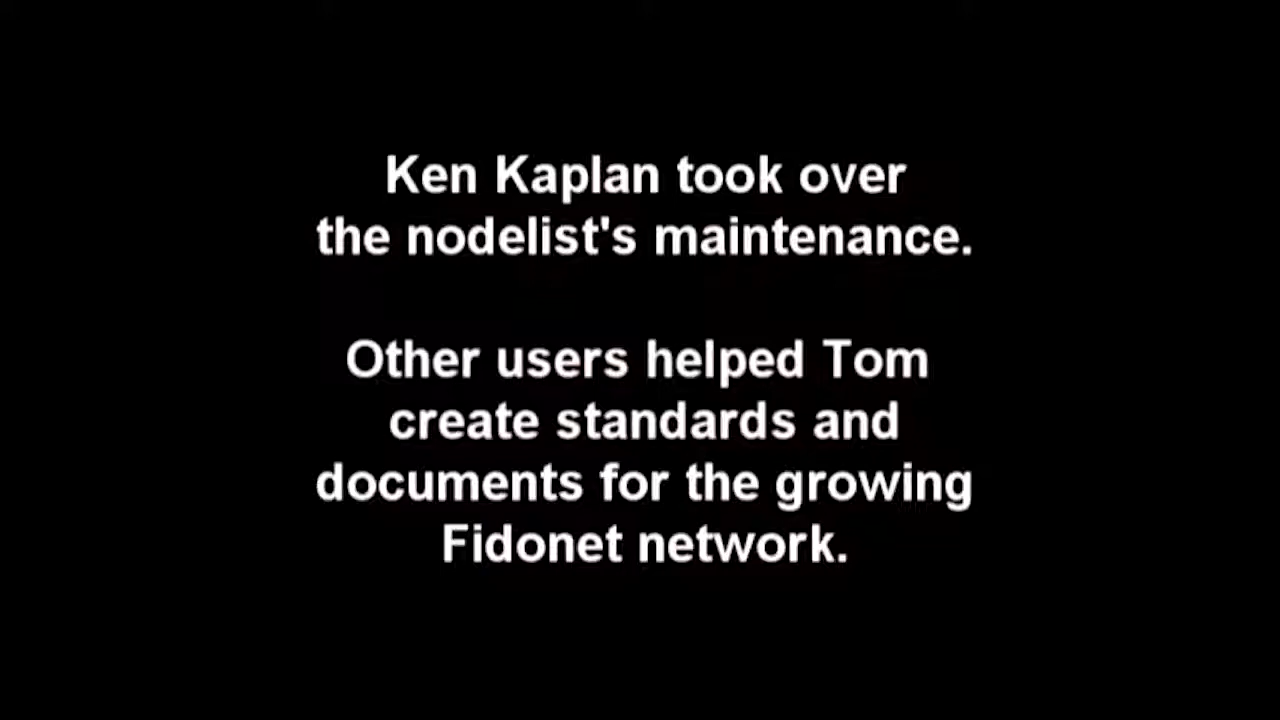 Ken Kaplan took over
the nodelist's maintenance.
Other users helped Tom
create standards and
documents for the growing
Fidonet network.